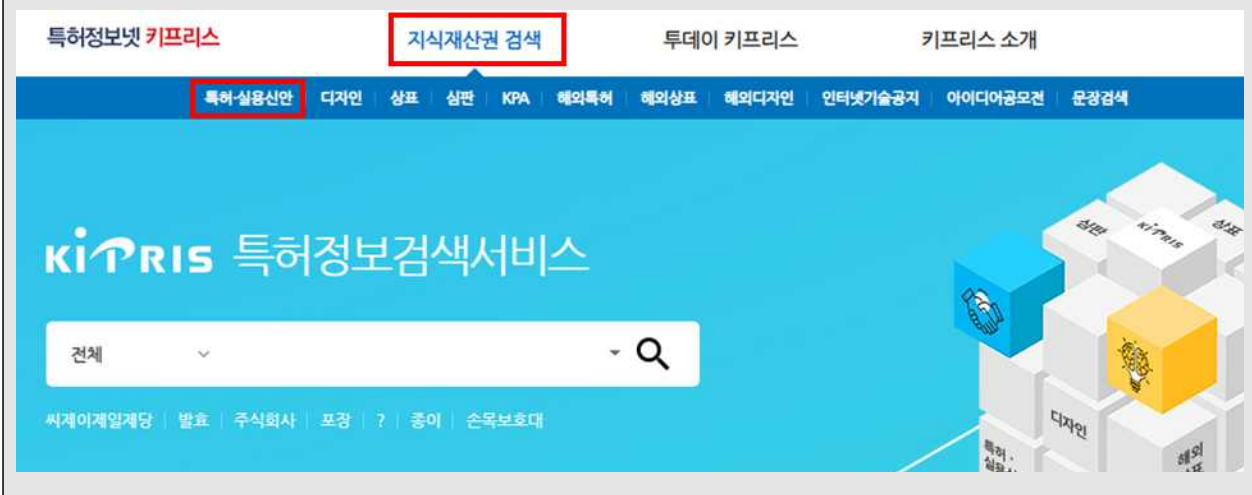 특허정보넷 키프리스 지식재산권 검색 투데이 키프리스 키프리스 소개
특허·실용신안 디자인 상표 심판 KPA 해외특허 해외상표 해외디자인 인터넷기술공지 아이디어공모전 문장검색
심판 KIPRIS 상표
KIPRIS 특허정보검색서비스
전체
씨제이제일제당 발효 주식회사 포장 ? 종이 손목보호대
디자인
특허·
해외